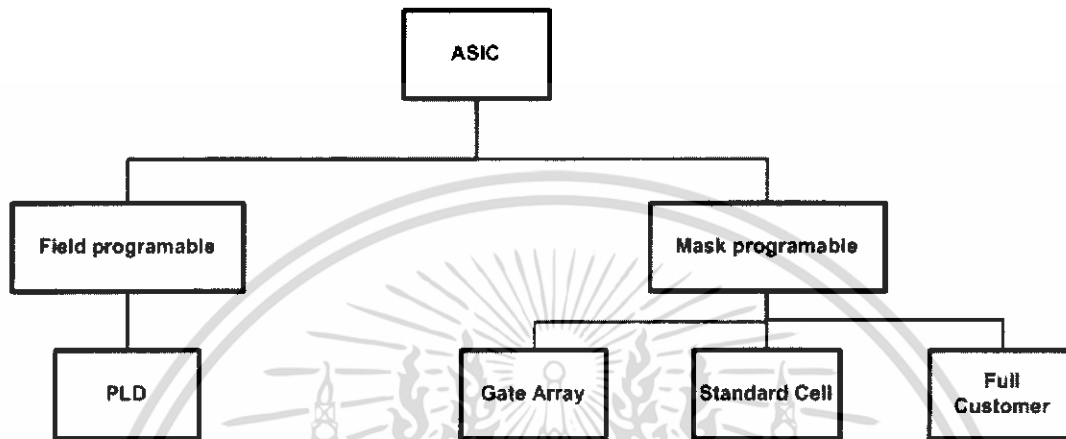 ASIC
Field programable
Mask programable
PLD
Gate Array
Standard Cell
Full
Customer